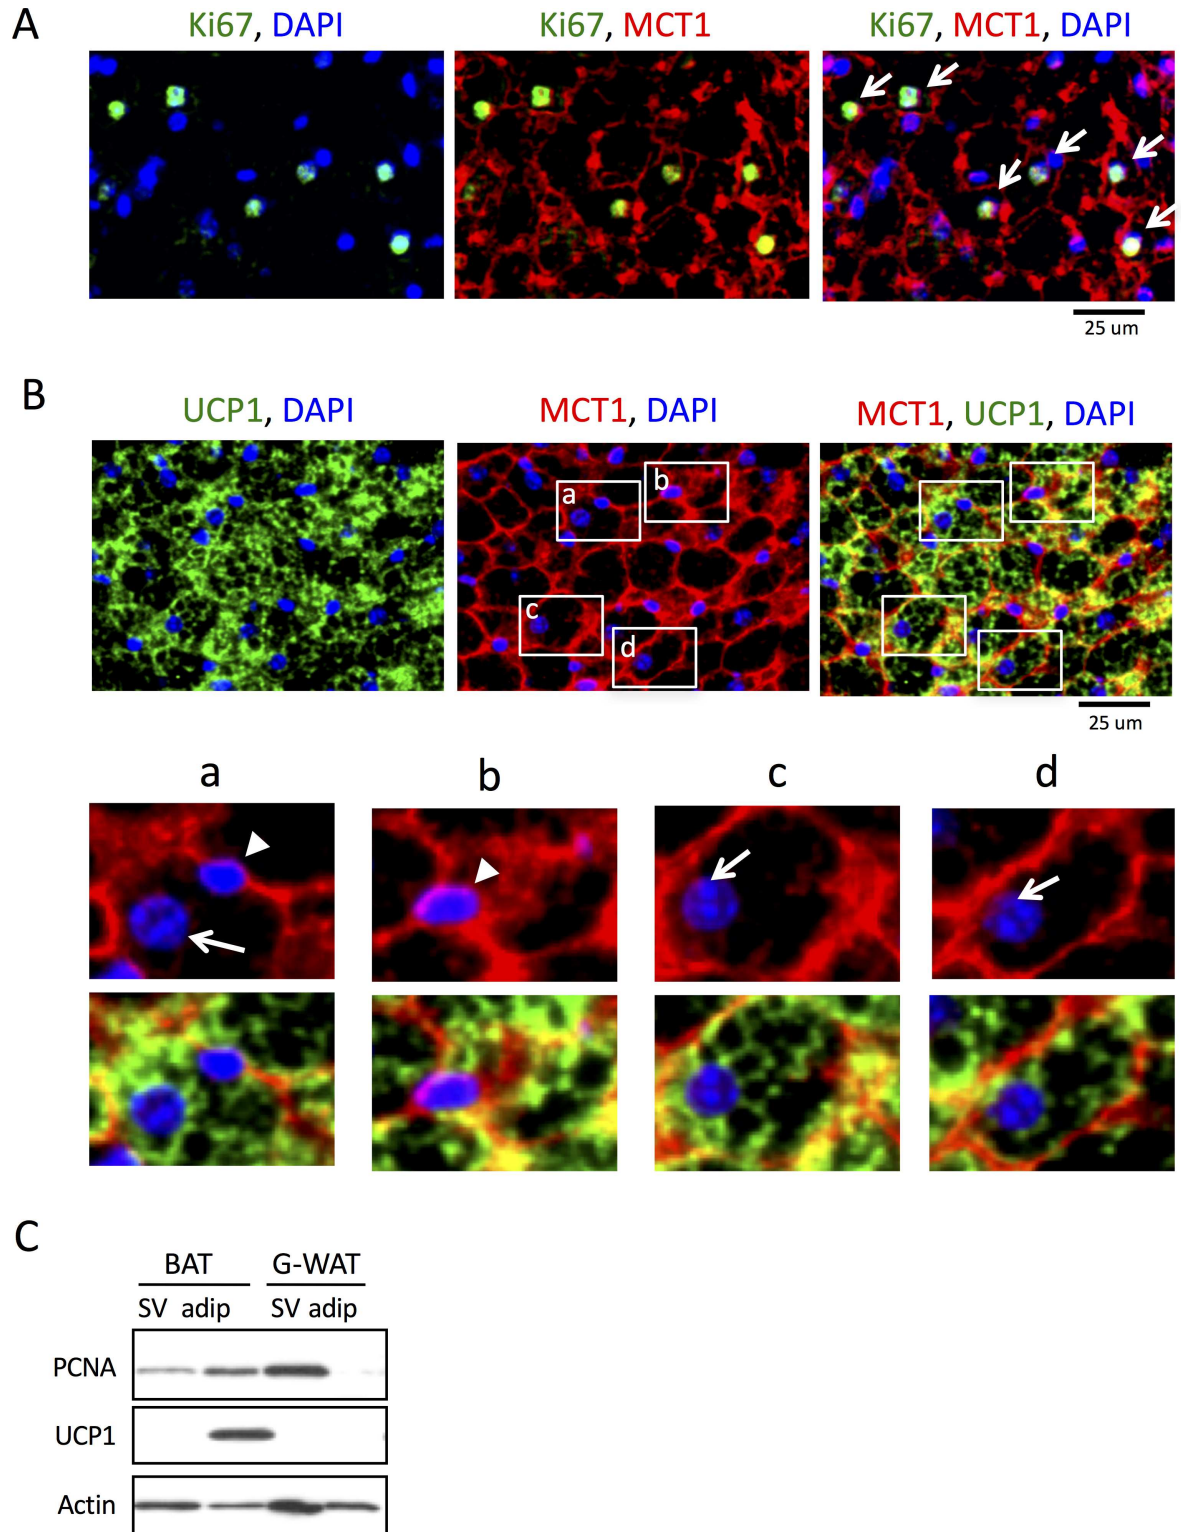 A
Ki67, DAPI
Ki67, MCT1
Ki67, MCT1, DAPI
25 um
B
UCP1, DAPI
MCT1, DAPI
MCT1, UCP1, DAPI
a
b
c
d
25 um
a
b
c
d
C
BAT
G-WAT
SV adip
SV adip
PCNA
UCP1
Actin